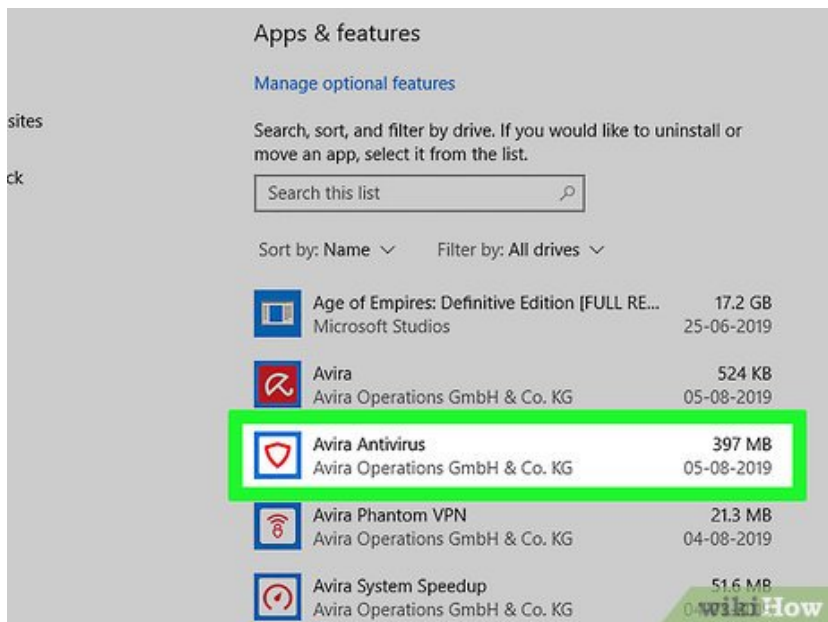 Apps & features
Manage optional features
sites
Search, sort, and filter by drive. If you would like to uninstall or
move an app, select it from the list.
ck
Search this list
Sort by: Name Filter by: All drives
Age of Empires: Definitive Edition [FULL RE... 17.2 GB
Microsoft Studios 25-06-2019
Avira 524 KB
Avira Operations GmbH & Co. KG 05-08-2019
Avira Antivirus 397 MB
Avira Operations GmbH & Co. KG 05-08-2019
Avira Phantom VPN 21.3 MB
Avira Operations GmbH & Co. KG 04-08-2019
Avira System Speedup 51.6 MB
Avira Operations GmbH & Co. KG
wikiHow